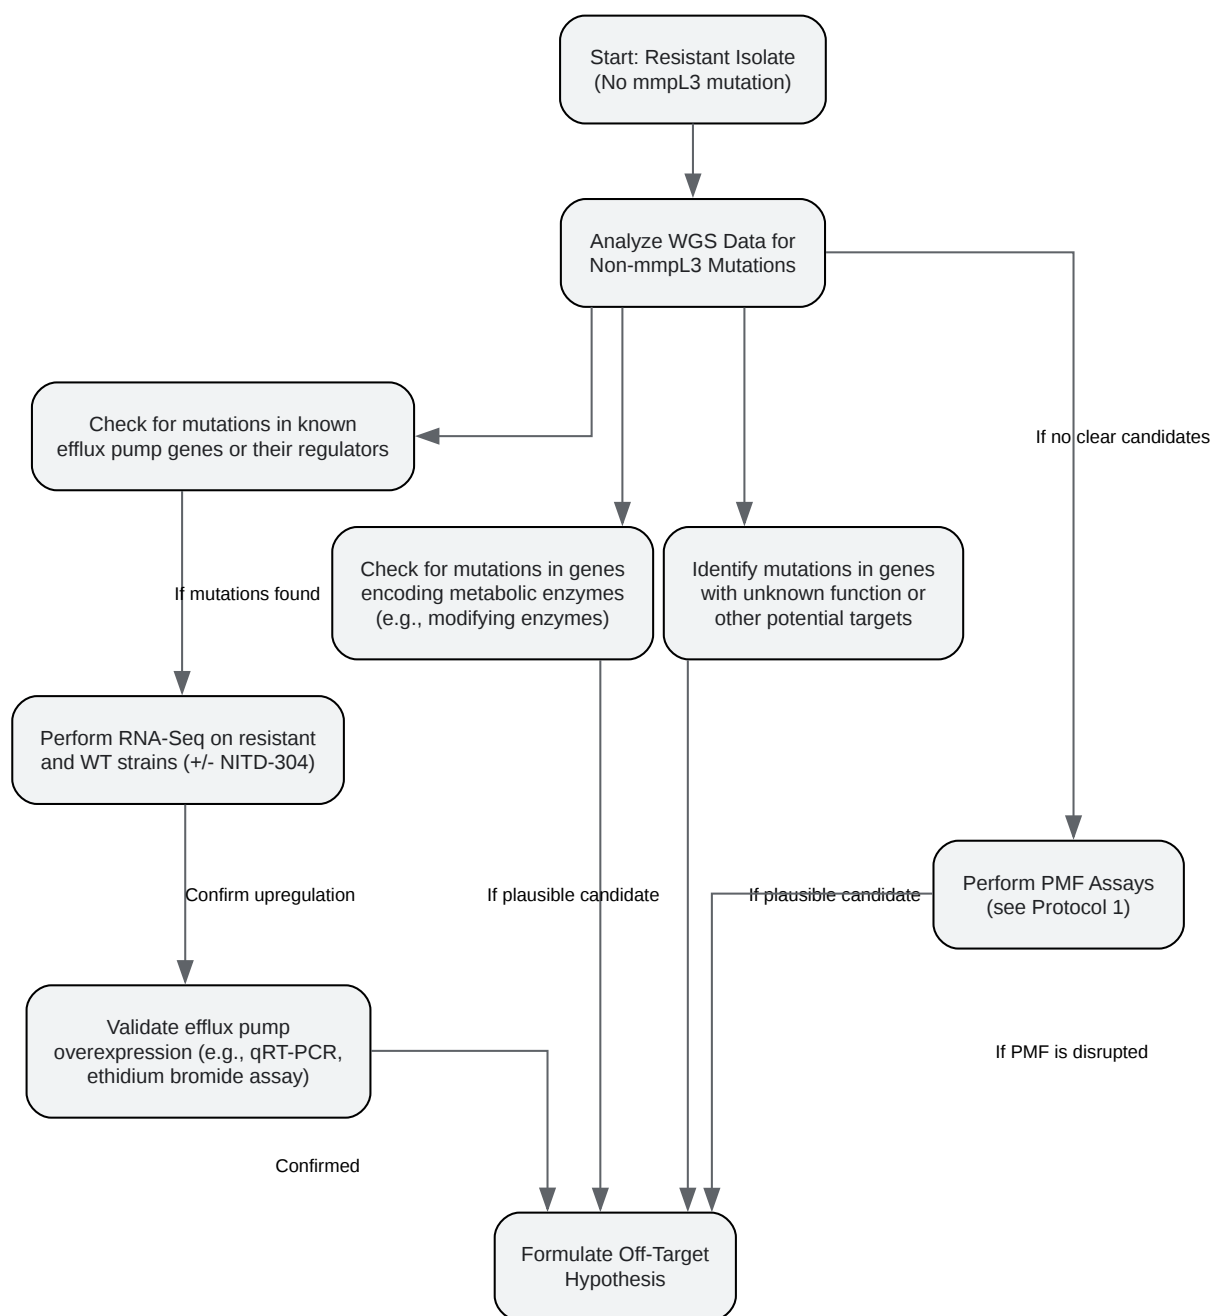 Start: Resistant Isolate
(No mmpL3 mutation)
Analyze WGS Data for
Non-mmpL3 Mutations
Check for mutations in known
efflux pump genes or their regulators
If no clear candidates
Check for mutations in genes
encoding metabolic enzymes
(e.g., modifying enzymes)
Identify mutations in genes
with unknown function or
other potential targets
If mutations found
Perform RNA-Seq on resistant
and WT strains (+/- NITD-304)
Confirm upregulation
If plausible candidate
If plausible candidate
Perform PMF Assays
(see Protocol 1)
Validate efflux pump
overexpression (e.g., qRT-PCR,
ethidium bromide assay)
If PMF is disrupted
Confirmed
Formulate Off-Target
Hypothesis